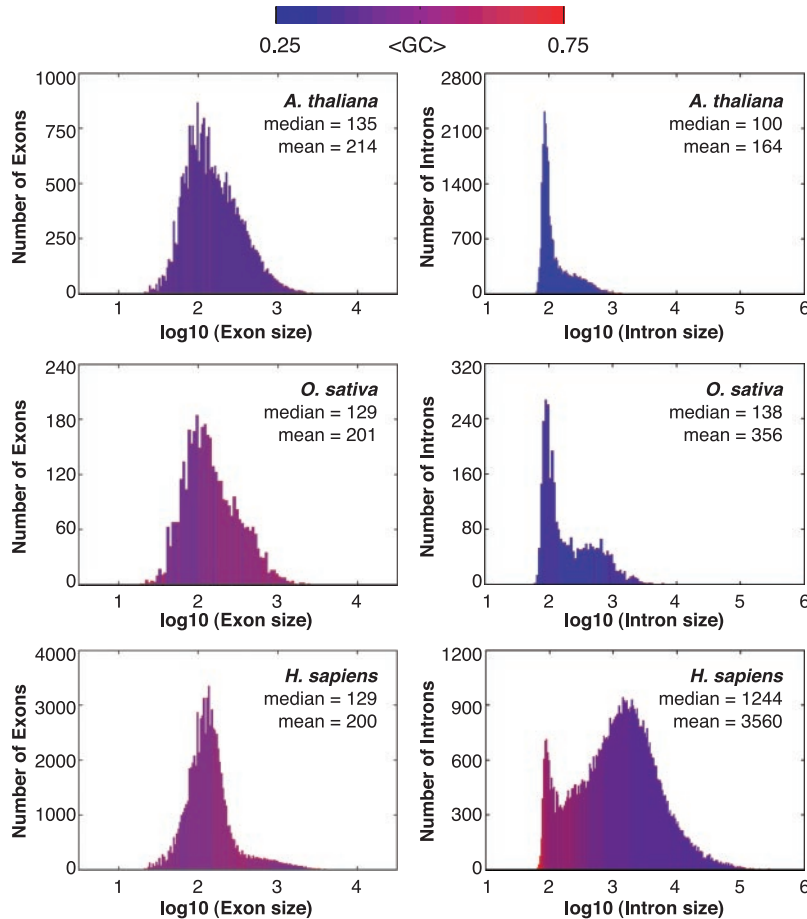 0.25 <GC> 0.75
A. thaliana
median = 135
mean = 214
Number of Exons
1000
750
500
250
0
1 2 3 4
log10 (Exon size)
A. thaliana
median = 100
mean = 164
Number of Introns
2800
2100
1400
700
0
1 2 3 4 5 6
log10 (Intron size)
O. sativa
median = 129
mean = 201
Number of Exons
240
180
120
60
0
1 2 3 4
log10 (Exon size)
O. sativa
median = 138
mean = 356
Number of Introns
320
240
160
80
0
1 2 3 4 5 6
log10 (Intron size)
H. sapiens
median = 129
mean = 200
Number of Exons
4000
3000
2000
1000
0
1 2 3 4
log10 (Exon size)
H. sapiens
median = 1244
mean = 3560
Number of Introns
1200
900
600
300
0
1 2 3 4 5 6
log10 (Intron size)